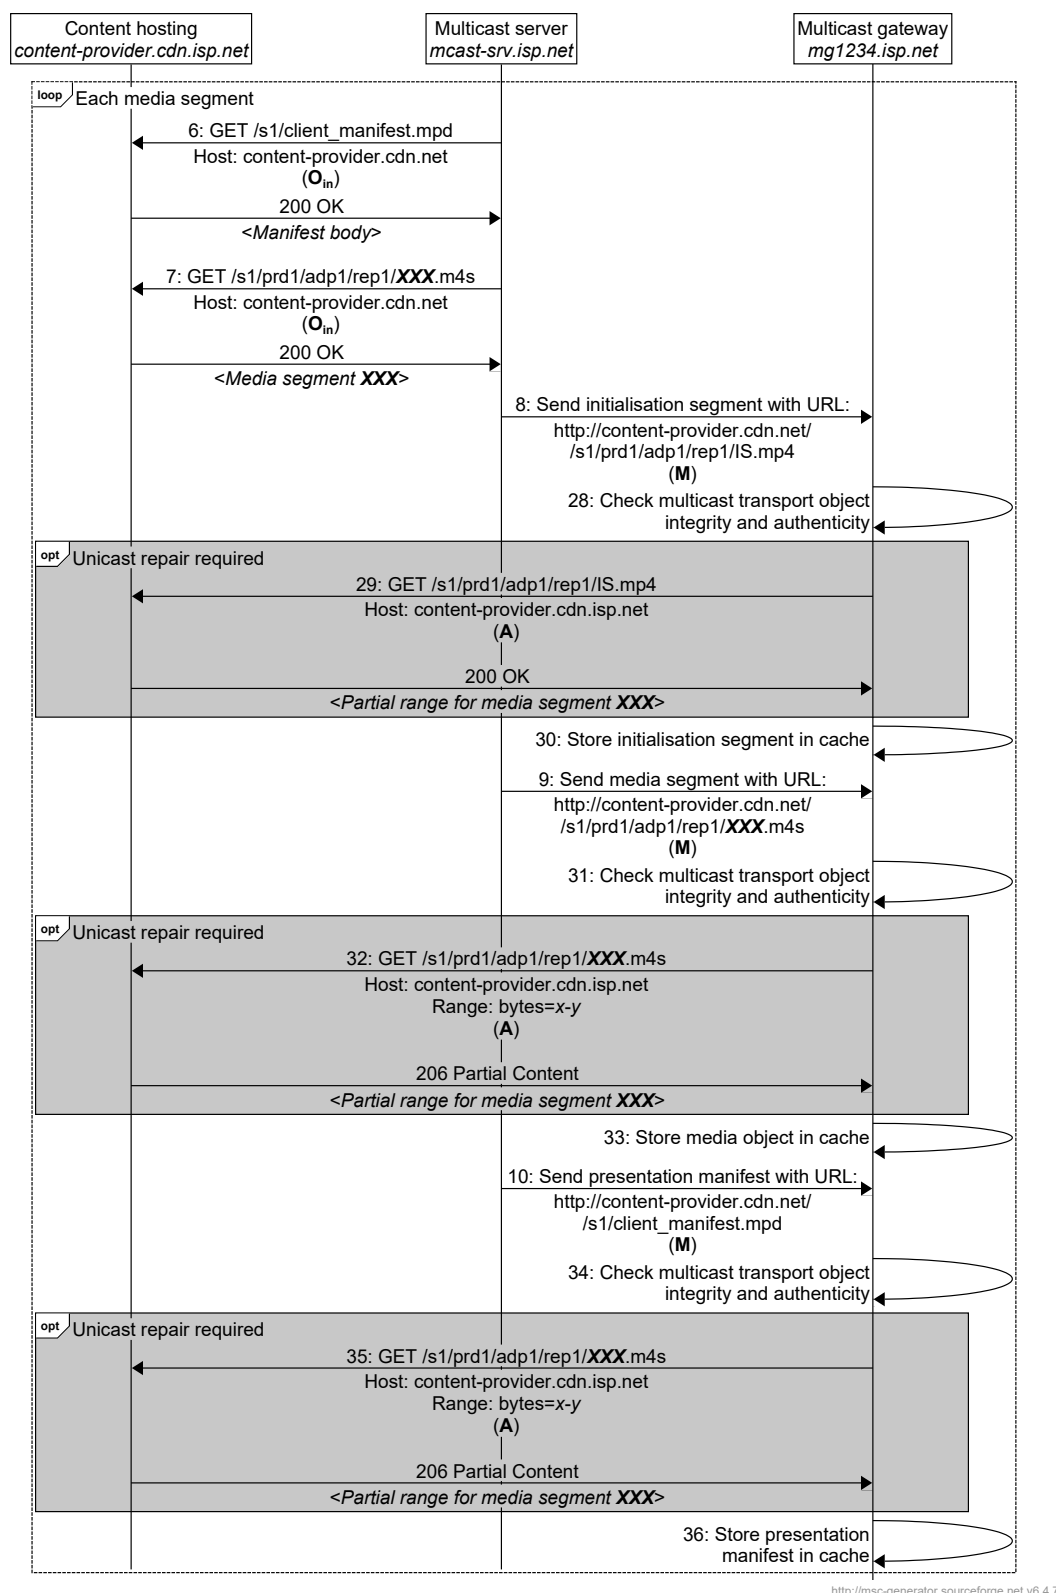 Content hosting
content-provider.cdn.isp.net
Multicast server
mcast-srv.isp.net
Multicast gateway
mg1234.isp.net
loop
Each media segment
6: GET /s1/client_manifest.mpd
Host: content-provider.cdn.net
(Oin)
200 OK
<Manifest body>
7: GET /s1/prd1/adp1/rep1/XXX.m4s
Host: content-provider.cdn.net
(Oin)
200 OK
<Media segment XXX>
8: Send initialisation segment with URL:
http://content-provider.cdn.net/
/s1/prd1/adp1/rep1/IS.mp4
(M)
28: Check multicast transport object
integrity and authenticity
opt
Unicast repair required
29: GET /s1/prd1/adp1/rep1/IS.mp4
Host: content-provider.cdn.isp.net
(A)
200 OK
<Partial range for media segment XXX>
30: Store initialisation segment in cache
9: Send media segment with URL:
http://content-provider.cdn.net/
/s1/prd1/adp1/rep1/XXX.m4s
(M)
31: Check multicast transport object
integrity and authenticity
opt
Unicast repair required
32: GET /s1/prd1/adp1/rep1/XXX.m4s
Host: content-provider.cdn.isp.net
Range: bytes=x-y
(A)
206 Partial Content
<Partial range for media segment XXX>
33: Store media object in cache
10: Send presentation manifest with URL:
http://content-provider.cdn.net/
/s1/client_manifest.mpd
(M)
34: Check multicast transport object
integrity and authenticity
opt
Unicast repair required
35: GET /s1/prd1/adp1/rep1/XXX.m4s
Host: content-provider.cdn.isp.net
Range: bytes=x-y
(A)
206 Partial Content
<Partial range for media segment XXX>
36: Store presentation
manifest in cache
http://msc-generator.sourceforge.net